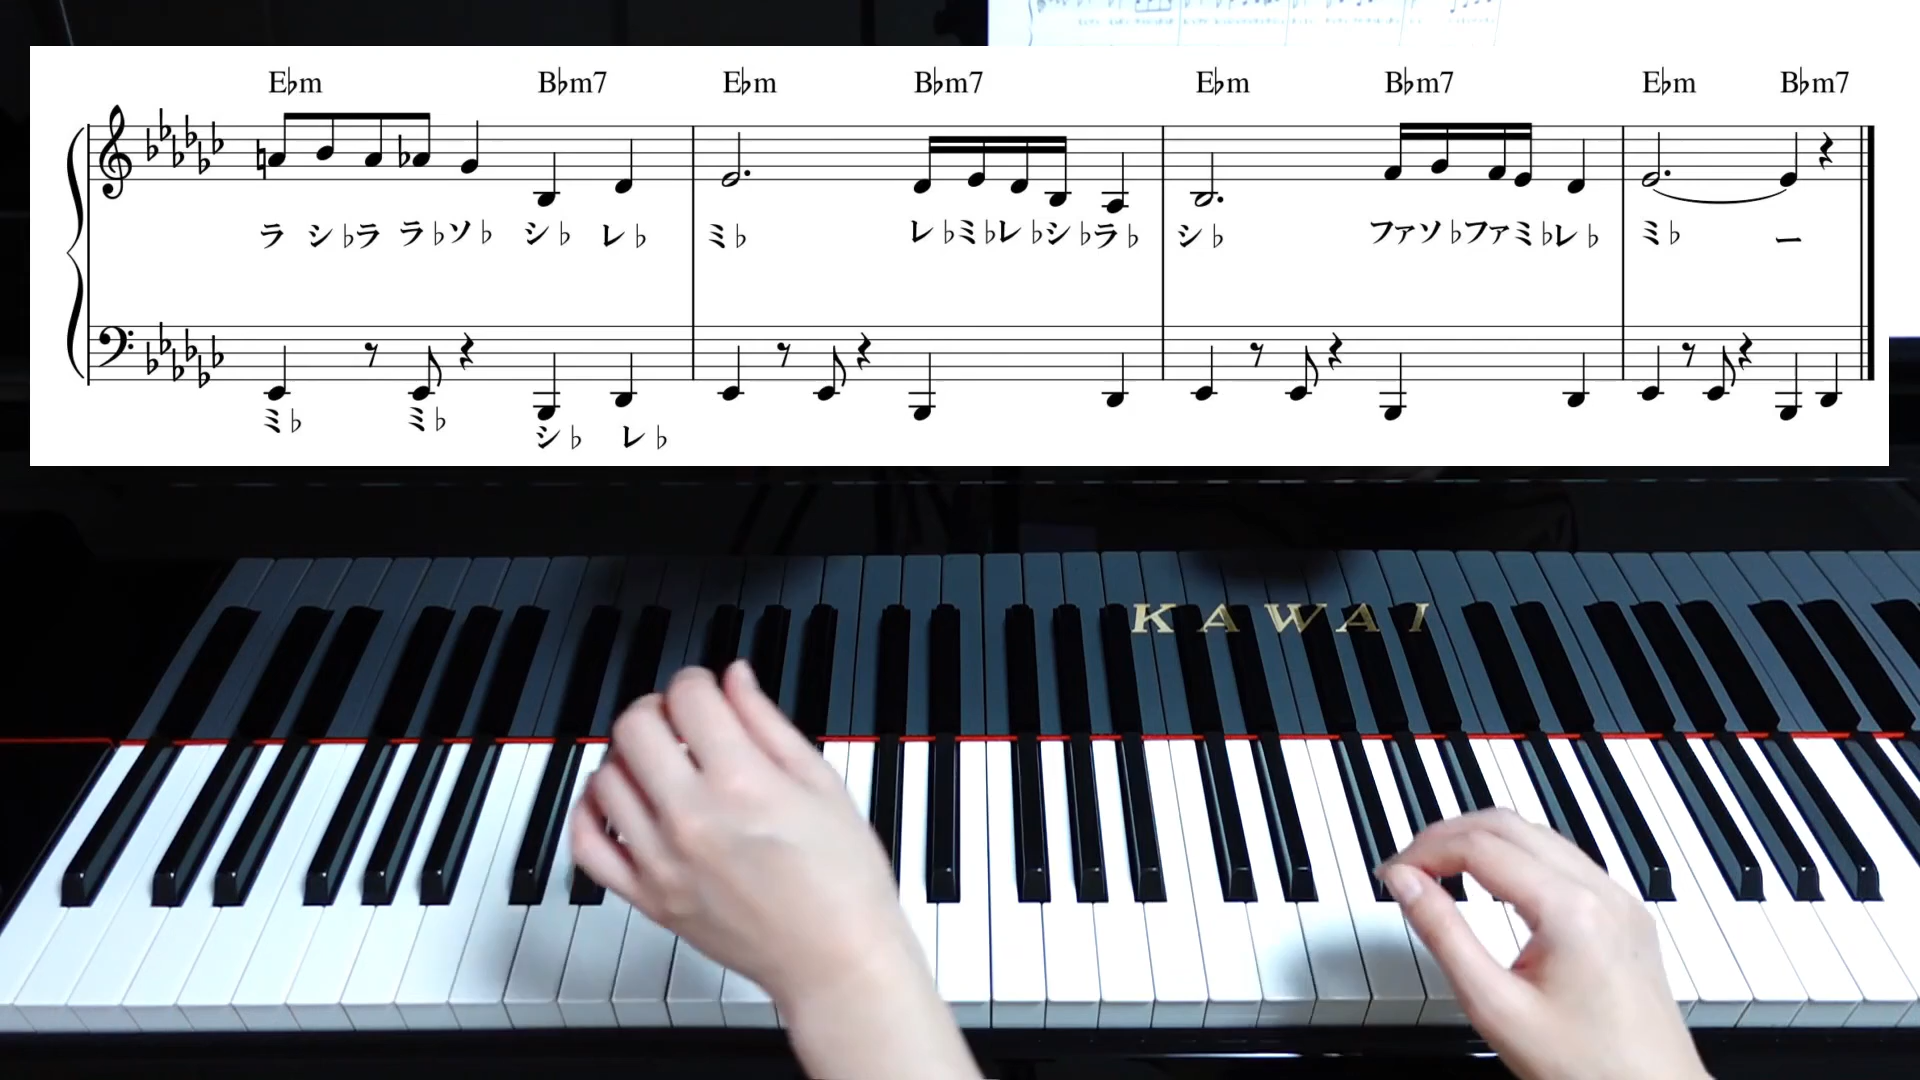 E♭m B♭m7 E♭m B♭m7 E♭m B♭m7 E♭m B♭m7
ラ シ♭ラ ラ♭ソ♭ シ♭ レ♭ ミ♭ レ♭ミ♭レ♭シ♭ラ♭ シ♭ ファソ♭ファミ♭レ♭ ミ♭ ー
ミ♭ ミ♭
シ♭ レ♭
KAWAI